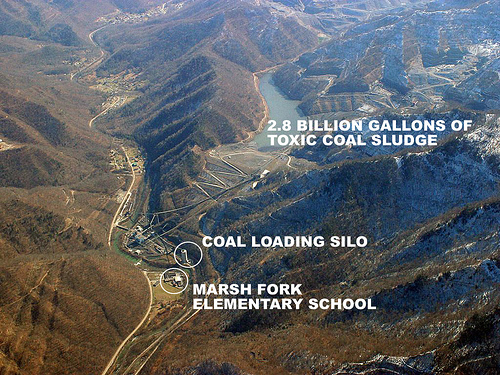 2.8 BILLION GALLONS OF
TOXIC COAL SLUDGE
COAL LOADING SILO
MARSH FORK
ELEMENTARY SCHOOL